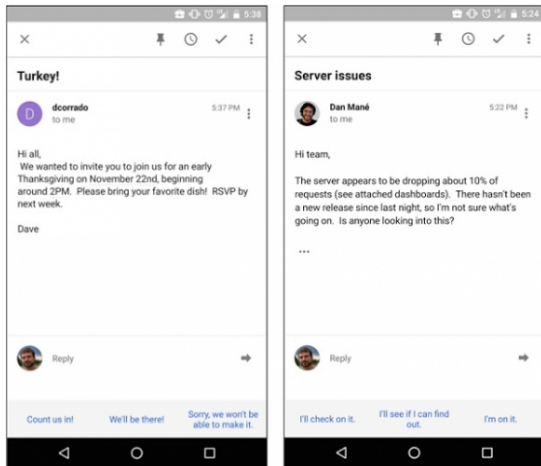 5:38
Turkey!
D
dcorrado
5:37 PM
to me
Hi all,
We wanted to invite you to join us for an early
Thanksgiving on November 22nd, beginning
around 2PM. Please bring your favorite dish! RSVP by
next week.
Dave
Reply
Count us in!
We'll be there!
Sorry, we won't be
able to make it.
5:24
Server issues
Dan Mané
5:22 PM
to me
Hi team,
The server appears to be dropping about 10% of
requests (see attached dashboards). There hasn't been
a new release since last night, so I'm not sure what's
going on. Is anyone looking into this?
...
Reply
I'll check on it.
I'll see if I can find
out.
I'm on it.